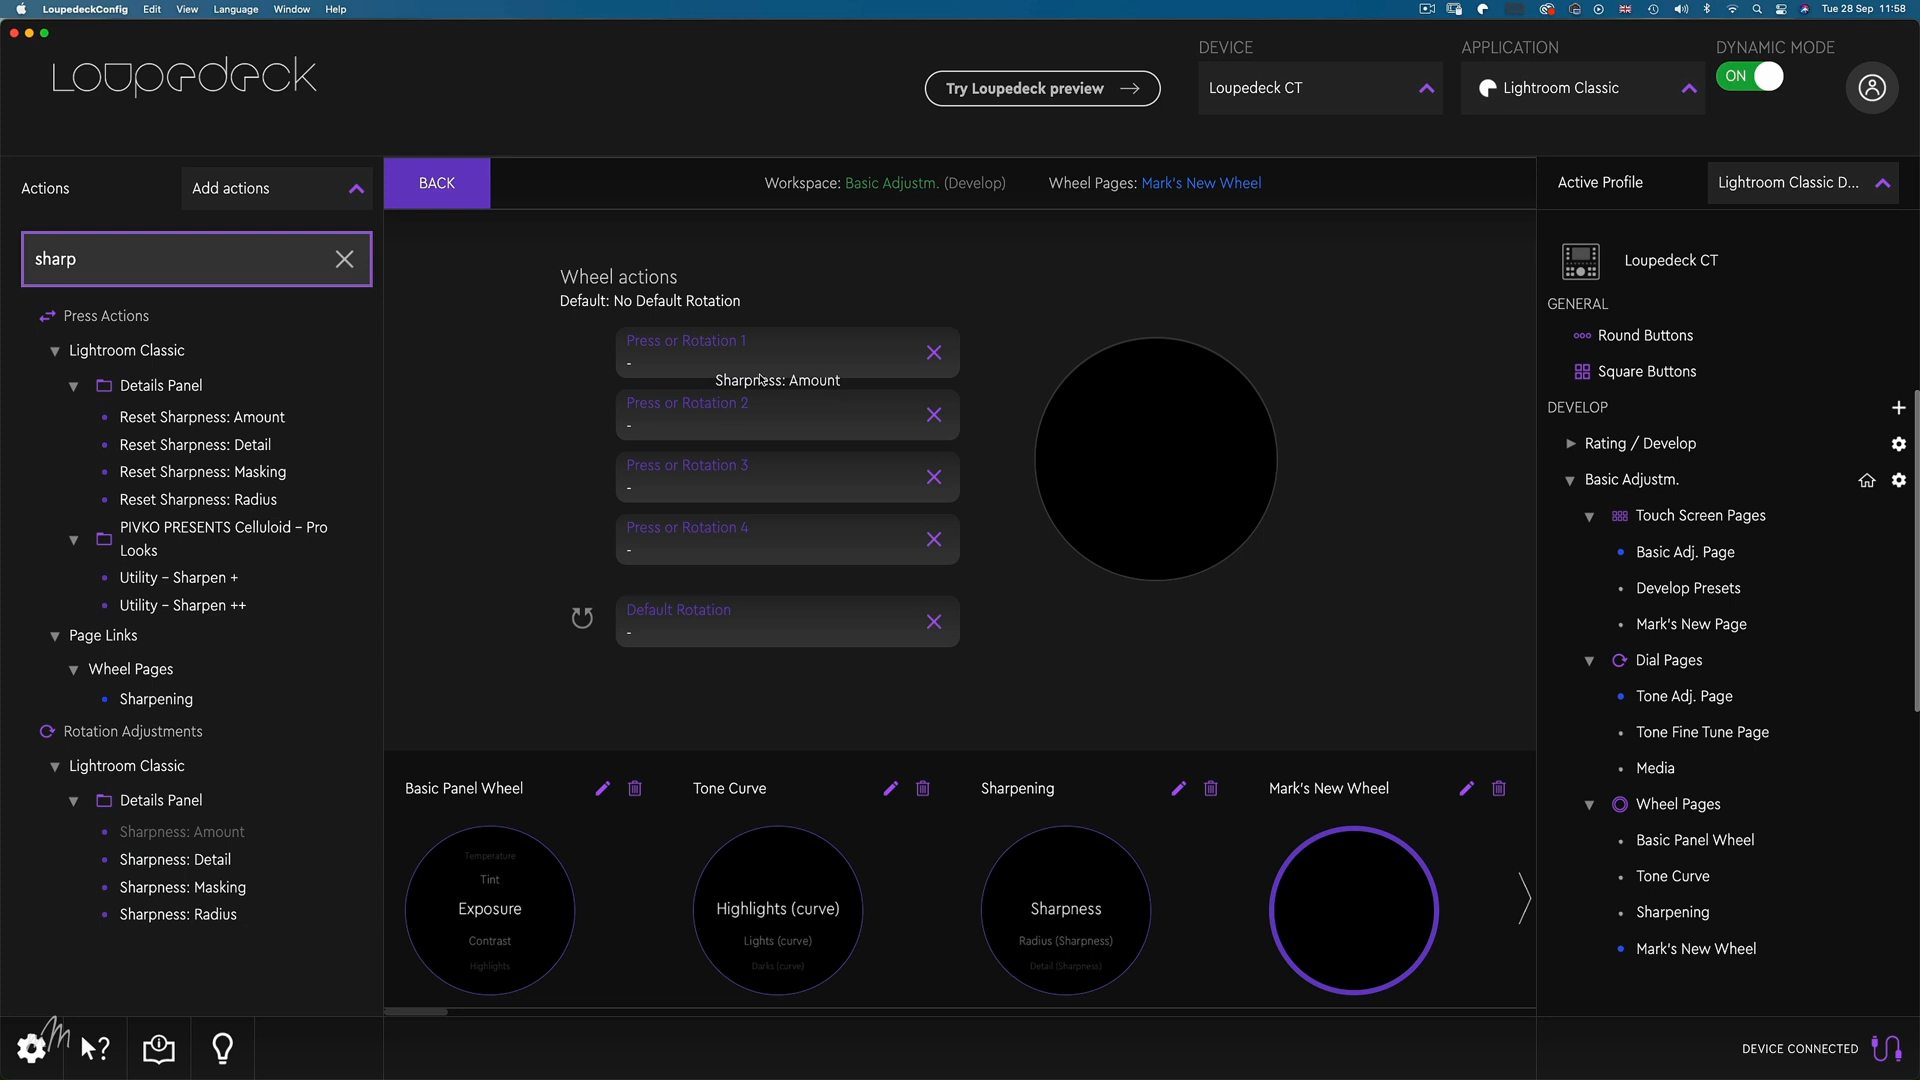 LoupedeckConfig Edit View Language Window Help
Tue 28 Sep 11:58
Loupedeck
Try Loupedeck preview
DEVICE
Loupedeck CT
APPLICATION
Lightroom Classic
DYNAMIC MODE
ON
Actions
Add actions
BACK
Workspace: Basic Adjustm. (Develop)
Wheel Pages: Mark's New Wheel
Active Profile
Lightroom Classic D...
sharp
Press Actions
Lightroom Classic
Details Panel
Reset Sharpness: Amount
Reset Sharpness: Detail
Reset Sharpness: Masking
Reset Sharpness: Radius
PIVKO PRESENTS Celluloid - Pro
Looks
Utility - Sharpen +
Utility - Sharpen ++
Page Links
Wheel Pages
Sharpening
Rotation Adjustments
Lightroom Classic
Details Panel
Sharpness: Amount
Sharpness: Detail
Sharpness: Masking
Sharpness: Radius
Wheel actions
Default: No Default Rotation
Press or Rotation 1
-
Sharpness: Amount
Press or Rotation 2
-
Press or Rotation 3
-
Press or Rotation 4
-
Default Rotation
-
Basic Panel Wheel
Temperature
Tint
Exposure
Contrast
Highlights
Tone Curve
Highlights (curve)
Lights (curve)
Darks (curve)
Sharpening
Sharpness
Radius (Sharpness)
Detail (Sharpness)
Mark's New Wheel
Loupedeck CT
GENERAL
Round Buttons
Square Buttons
DEVELOP
Rating / Develop
Basic Adjustm.
Touch Screen Pages
Basic Adj. Page
Develop Presets
Mark's New Page
Dial Pages
Tone Adj. Page
Tone Fine Tune Page
Media
Wheel Pages
Basic Panel Wheel
Tone Curve
Sharpening
Mark's New Wheel
DEVICE CONNECTED